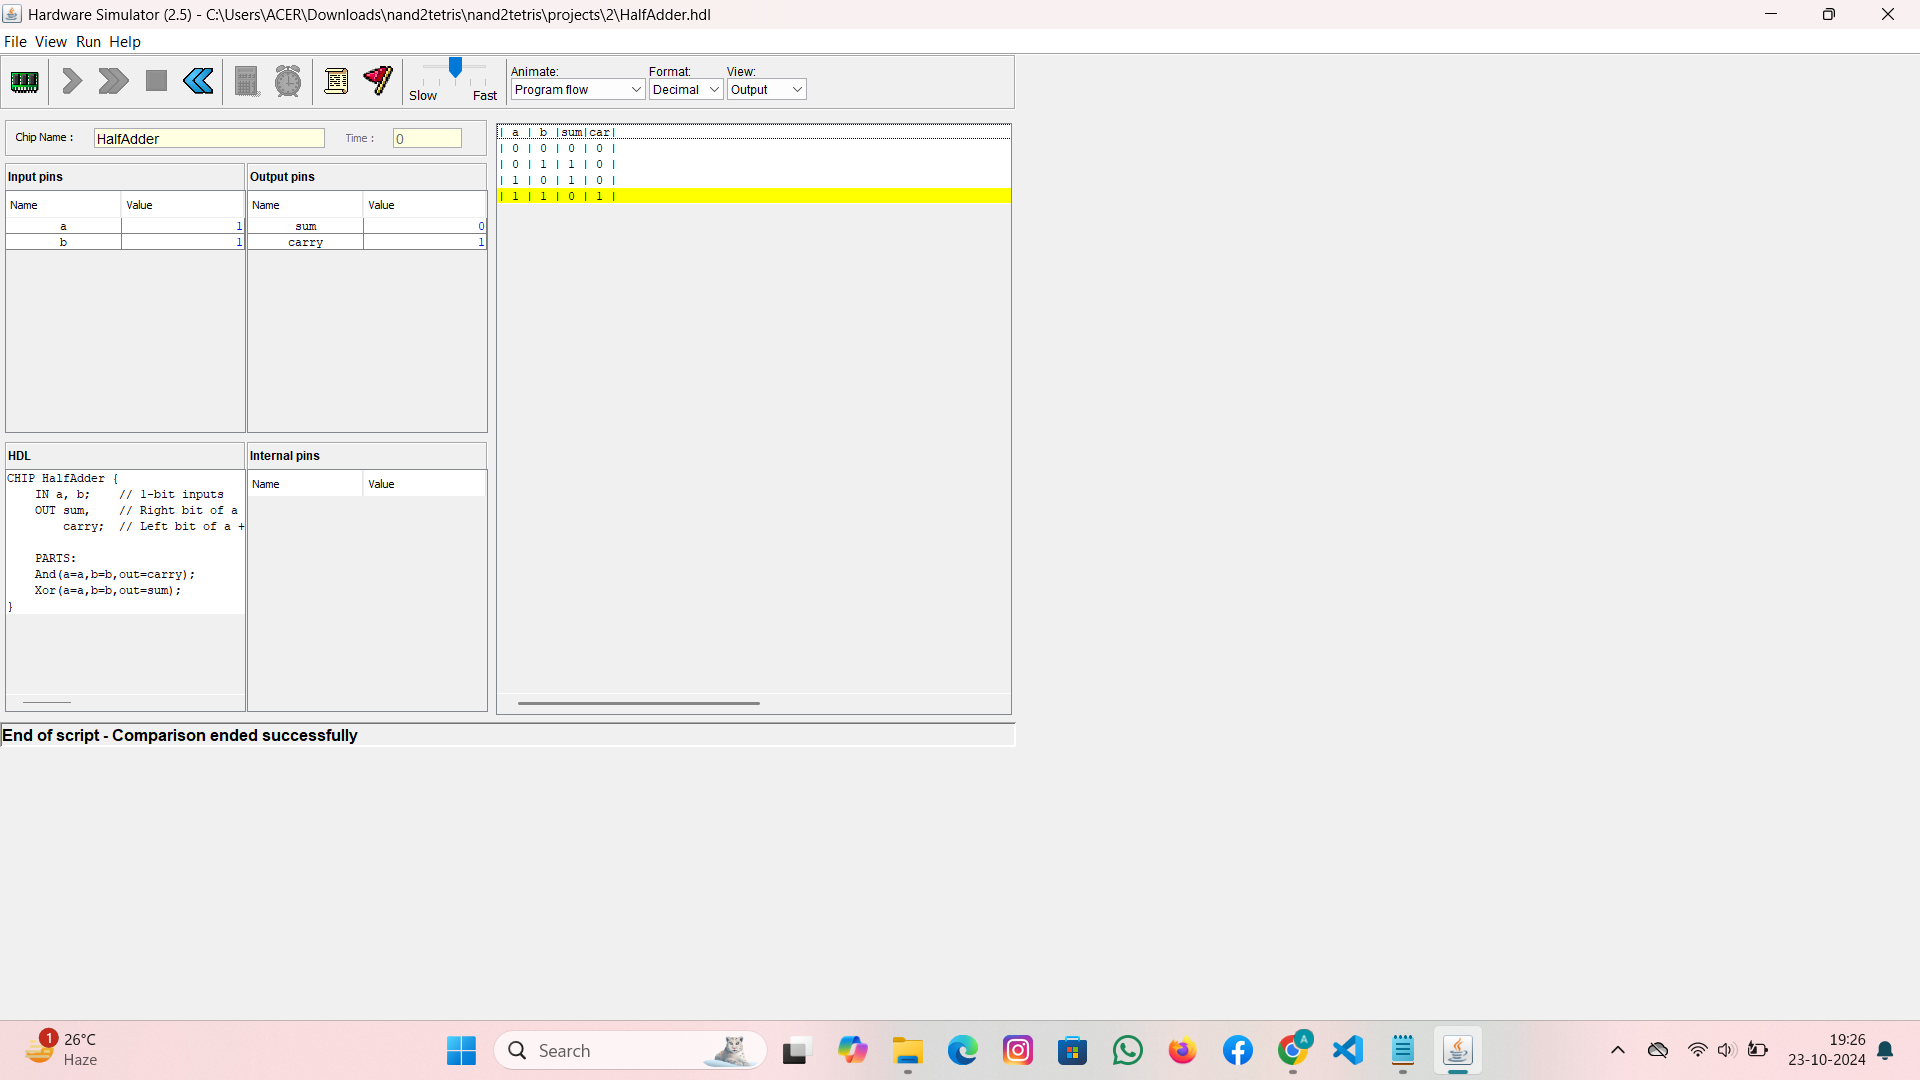 Hardware Simulator (2.5) - C:\Users\ACER\Downloads\nand2tetris\nand2tetris\projects\2\HalfAdder.hdl
File View Run Help
Slow Fast
Animate: Format: View:
Program flow Decimal Output
Chip Name : HalfAdder Time : 0
Input pins
Name Value
a 1
b 1
Output pins
Name Value
sum 0
carry 1
HDL
CHIP HalfAdder {
IN a, b; // 1-bit inputs
OUT sum, // Right bit of a
carry; // Left bit of a +
PARTS:
And(a=a,b=b,out=carry);
Xor(a=a,b=b,out=sum);
}
Internal pins
Name Value
| a | b |sum|car|
| 0 | 0 | 0 | 0 |
| 0 | 1 | 1 | 0 |
| 1 | 0 | 1 | 0 |
| 1 | 1 | 0 | 1 |
End of script - Comparison ended successfully
1
26°C
Haze
Search
A
19:26
23-10-2024